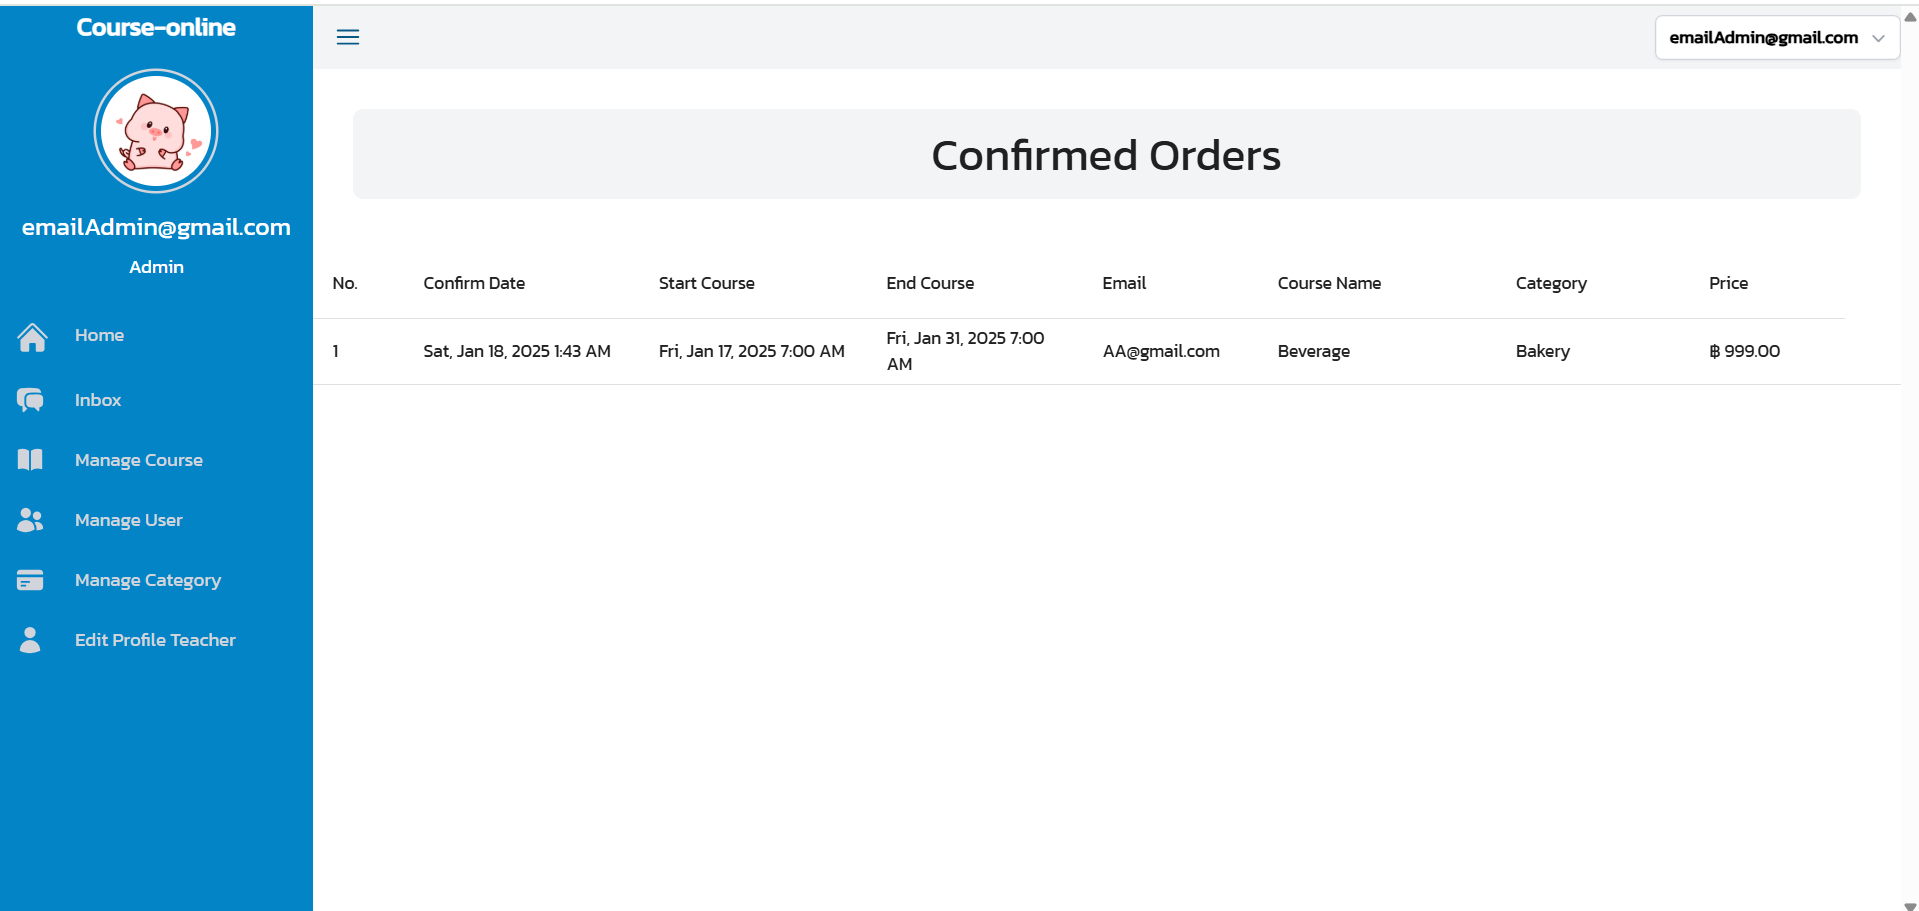 Course-online
emailAdmin@gmail.com
emailAdmin@gmail.com
Admin
Home
Inbox
Manage Course
Manage User
Manage Category
Edit Profile Teacher
Confirmed Orders
No. Confirm Date Start Course End Course Email Course Name Category Price
1 Sat, Jan 18, 2025 1:43 AM Fri, Jan 17, 2025 7:00 AM Fri, Jan 31, 2025 7:00 AM AA@gmail.com Beverage Bakery ฿ 999.00